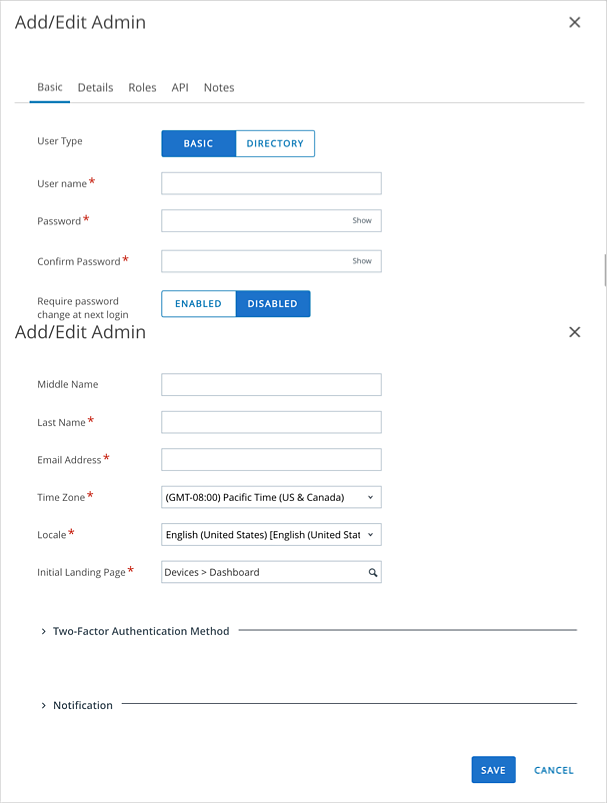 Add/Edit Admin
Basic Details Roles API Notes
User Type BASIC DIRECTORY
User name *
Password * Show
Confirm Password * Show
Require password
change at next login ENABLED DISABLED
Add/Edit Admin
Middle Name
Last Name *
Email Address *
Time Zone * (GMT-08:00) Pacific Time (US & Canada)
Locale * English (United States) [English (United Stat
Initial Landing Page * Devices > Dashboard
Two-Factor Authentication Method
Notification
SAVE CANCEL